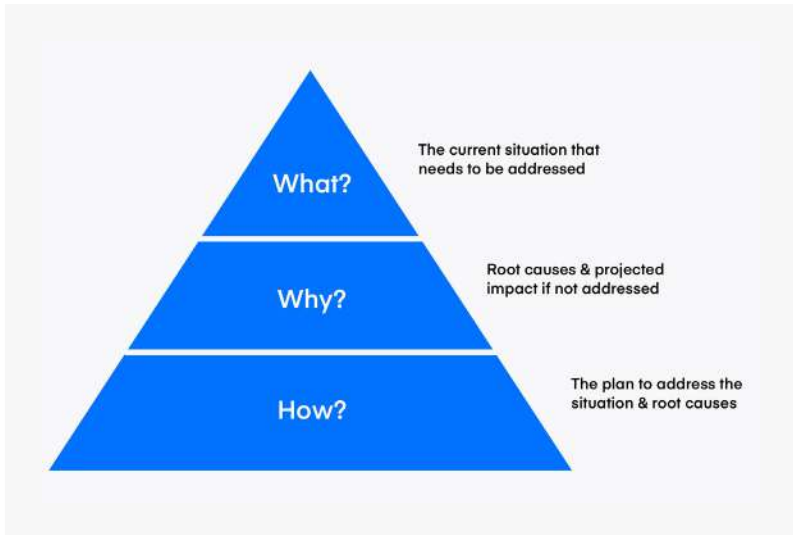 What?
The current situation that
needs to be addressed
Why?
Root causes & projected
impact if not addressed
How?
The plan to address the
situation & root causes